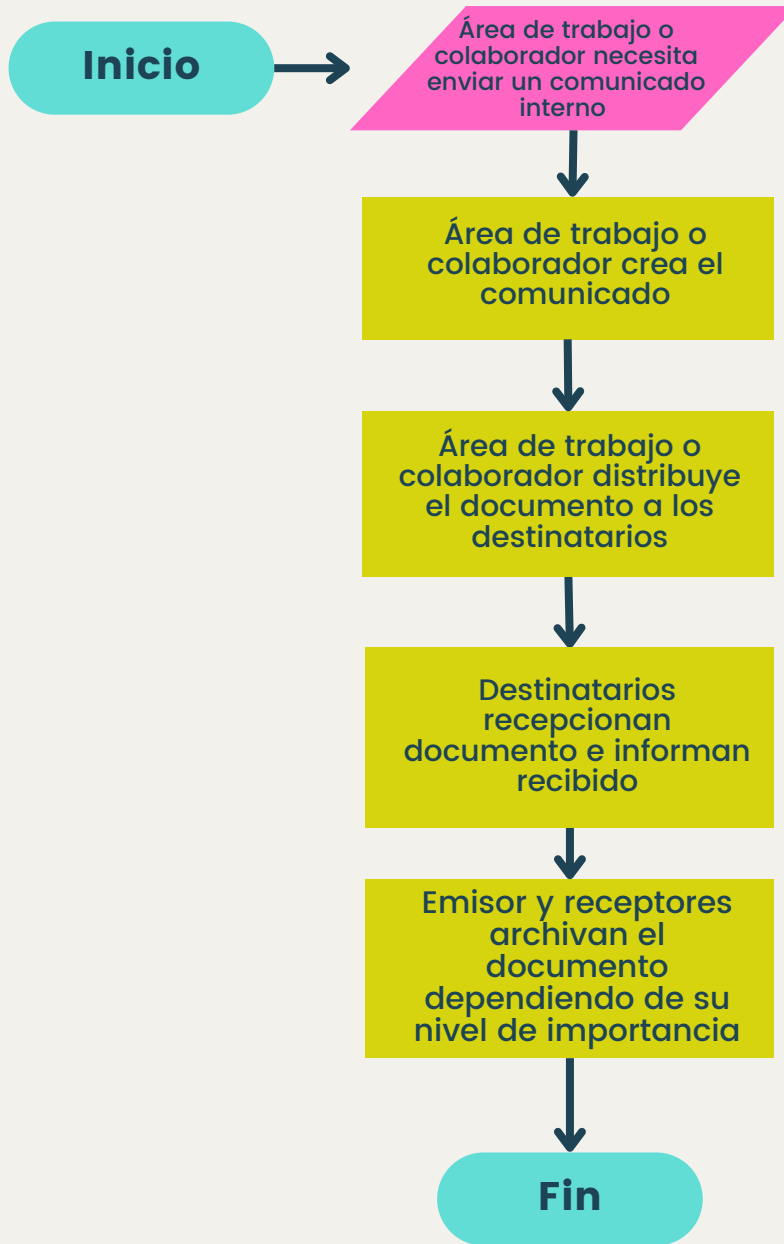 Inicio
Área de trabajo o
colaborador necesita
enviar un comunicado
interno
Área de trabajo o
colaborador crea el
comunicado
Área de trabajo o
colaborador distribuye
el documento a los
destinatarios
Destinatarios
recepcionan
documento e informan
recibido
Emisor y receptores
archivan el
documento
dependiendo de su
nivel de importancia
Fin